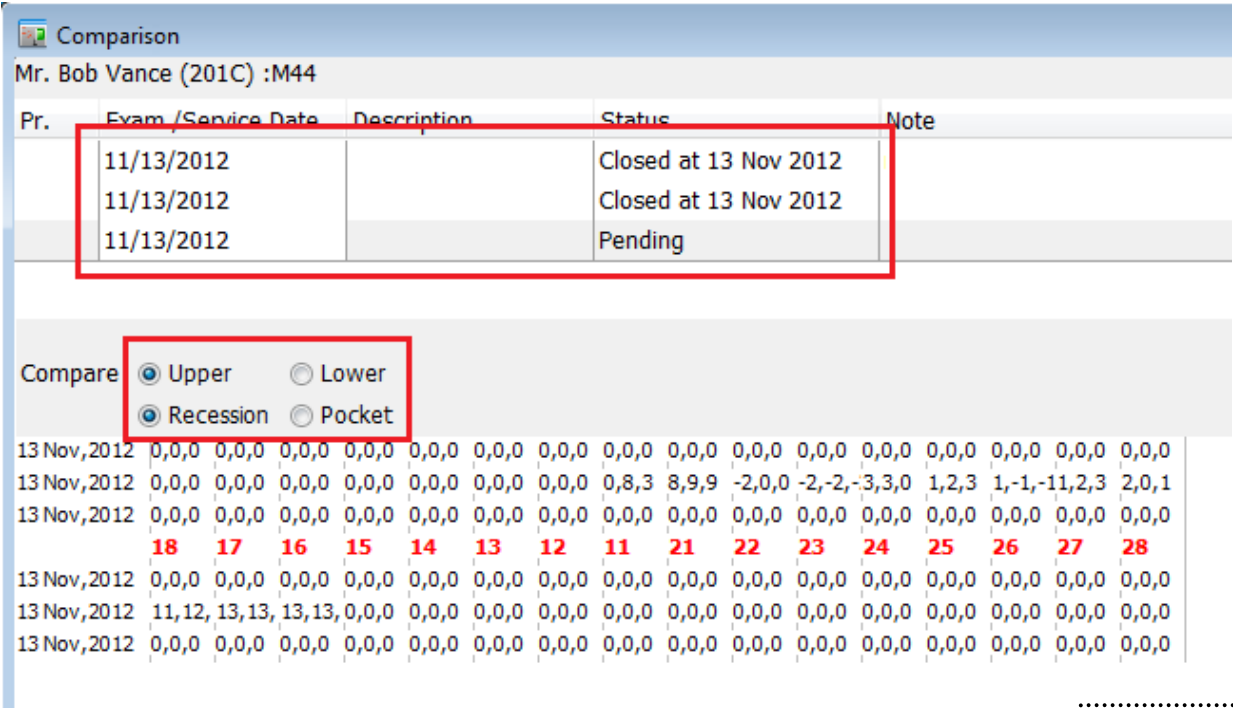 Comparison
Mr. Bob Vance (201C) :M44
Pr. Exam /Service Date Description Status Note
11/13/2012 Closed at 13 Nov 2012
11/13/2012 Closed at 13 Nov 2012
11/13/2012 Pending
Compare Upper Lower
Recession Pocket
13 Nov,2012 0,0,0 0,0,0 0,0,0 0,0,0 0,0,0 0,0,0 0,0,0 0,0,0 0,0,0 0,0,0 0,0,0 0,0,0 0,0,0 0,0,0 0,0,0 0,0,0
13 Nov,2012 0,0,0 0,0,0 0,0,0 0,0,0 0,0,0 0,0,0 0,0,0 0,8,3 8,9,9 -2,0,0 -2,-2,- 3,3,0 1,2,3 1,-1,-1 1,2,3 2,0,1
13 Nov,2012 0,0,0 0,0,0 0,0,0 0,0,0 0,0,0 0,0,0 0,0,0 0,0,0 0,0,0 0,0,0 0,0,0 0,0,0 0,0,0 0,0,0 0,0,0 0,0,0
18 17 16 15 14 13 12 11 21 22 23 24 25 26 27 28
13 Nov,2012 0,0,0 0,0,0 0,0,0 0,0,0 0,0,0 0,0,0 0,0,0 0,0,0 0,0,0 0,0,0 0,0,0 0,0,0 0,0,0 0,0,0 0,0,0 0,0,0
13 Nov,2012 11,12, 13,13, 13,13, 0,0,0 0,0,0 0,0,0 0,0,0 0,0,0 0,0,0 0,0,0 0,0,0 0,0,0 0,0,0 0,0,0 0,0,0 0,0,0
13 Nov,2012 0,0,0 0,0,0 0,0,0 0,0,0 0,0,0 0,0,0 0,0,0 0,0,0 0,0,0 0,0,0 0,0,0 0,0,0 0,0,0 0,0,0 0,0,0 0,0,0